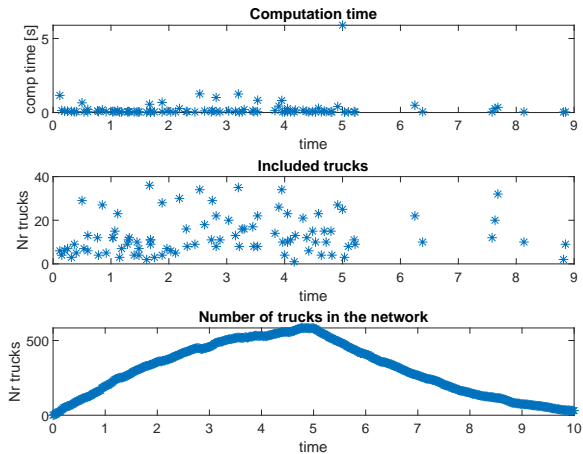 Computation time
comp time [s]
5
0
0 1 2 3 4 5 6 7 8 9
time
Included trucks
Nr trucks
40
20
0
0 1 2 3 4 5 6 7 8 9
time
Number of trucks in the network
Nr trucks
500
0
0 1 2 3 4 5 6 7 8 9 10
time